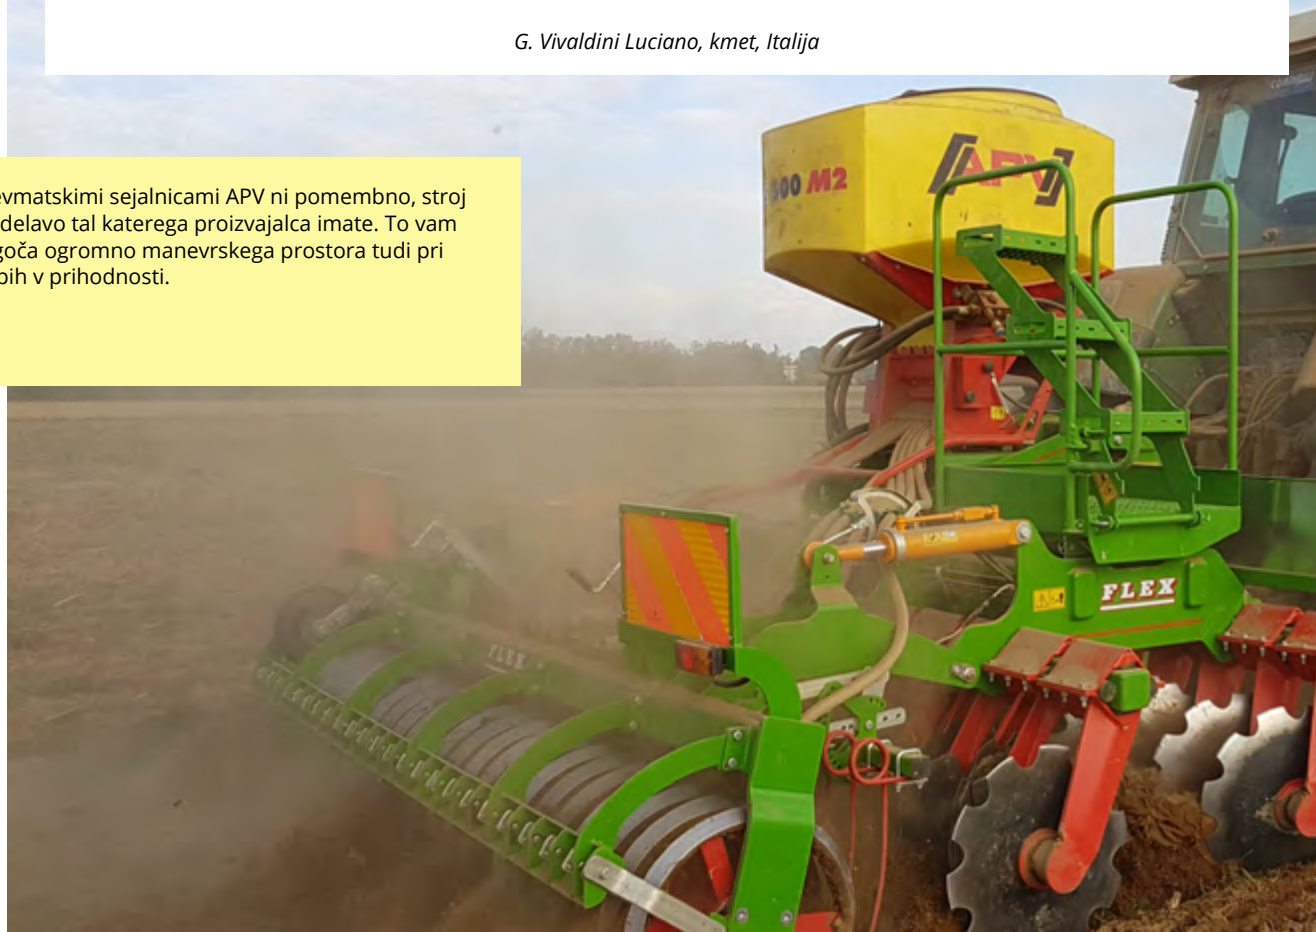 G. Vivaldini Luciano, kmet, Italija
evmatskimi sejalnicami APV ni pomembno, stroj
delavo tal katerega proizvajalca imate. To vam
goča ogromno manevrskega prostora tudi pri
bih v prihodnosti.
APV
500 M2
FLEX
FLEX